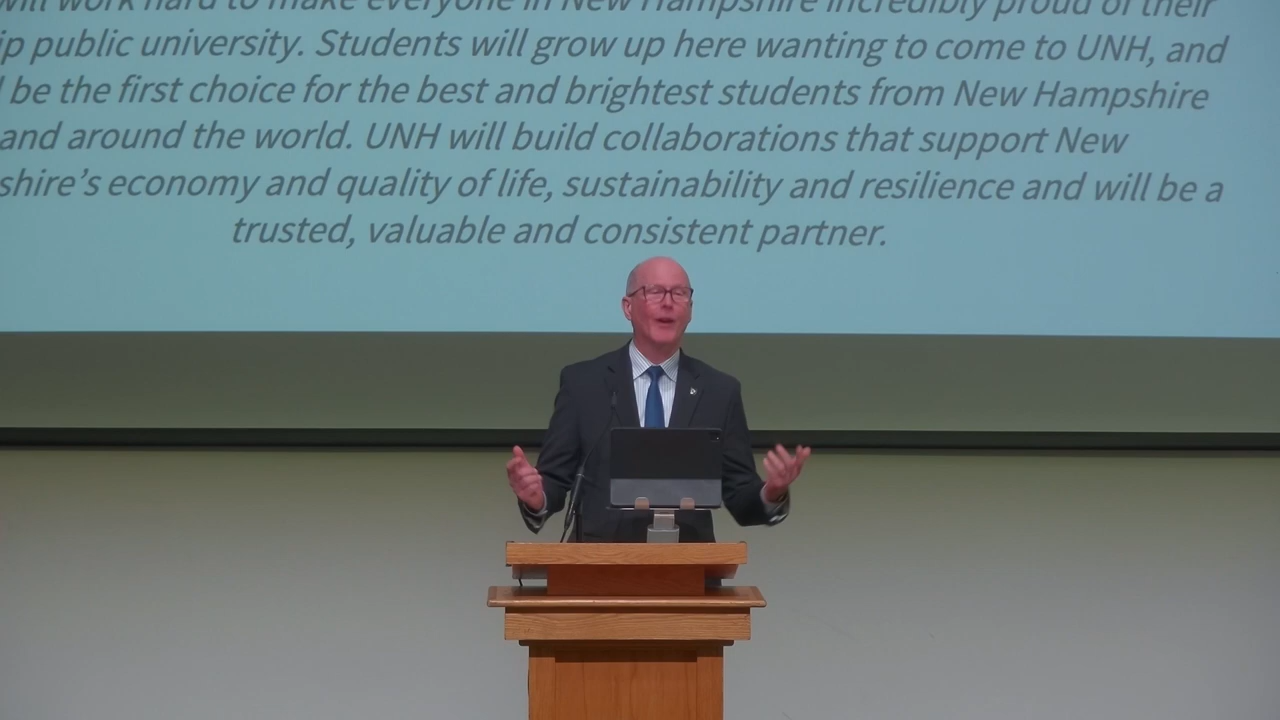 will work hard to make everyone in New Hampshire incredibly proud of their
public university. Students will grow up here wanting to come to UNH, and
be the first choice for the best and brightest students from New Hampshire
and around the world. UNH will build collaborations that support New
shire's economy and quality of life, sustainability and resilience and will be a
trusted, valuable and consistent partner.